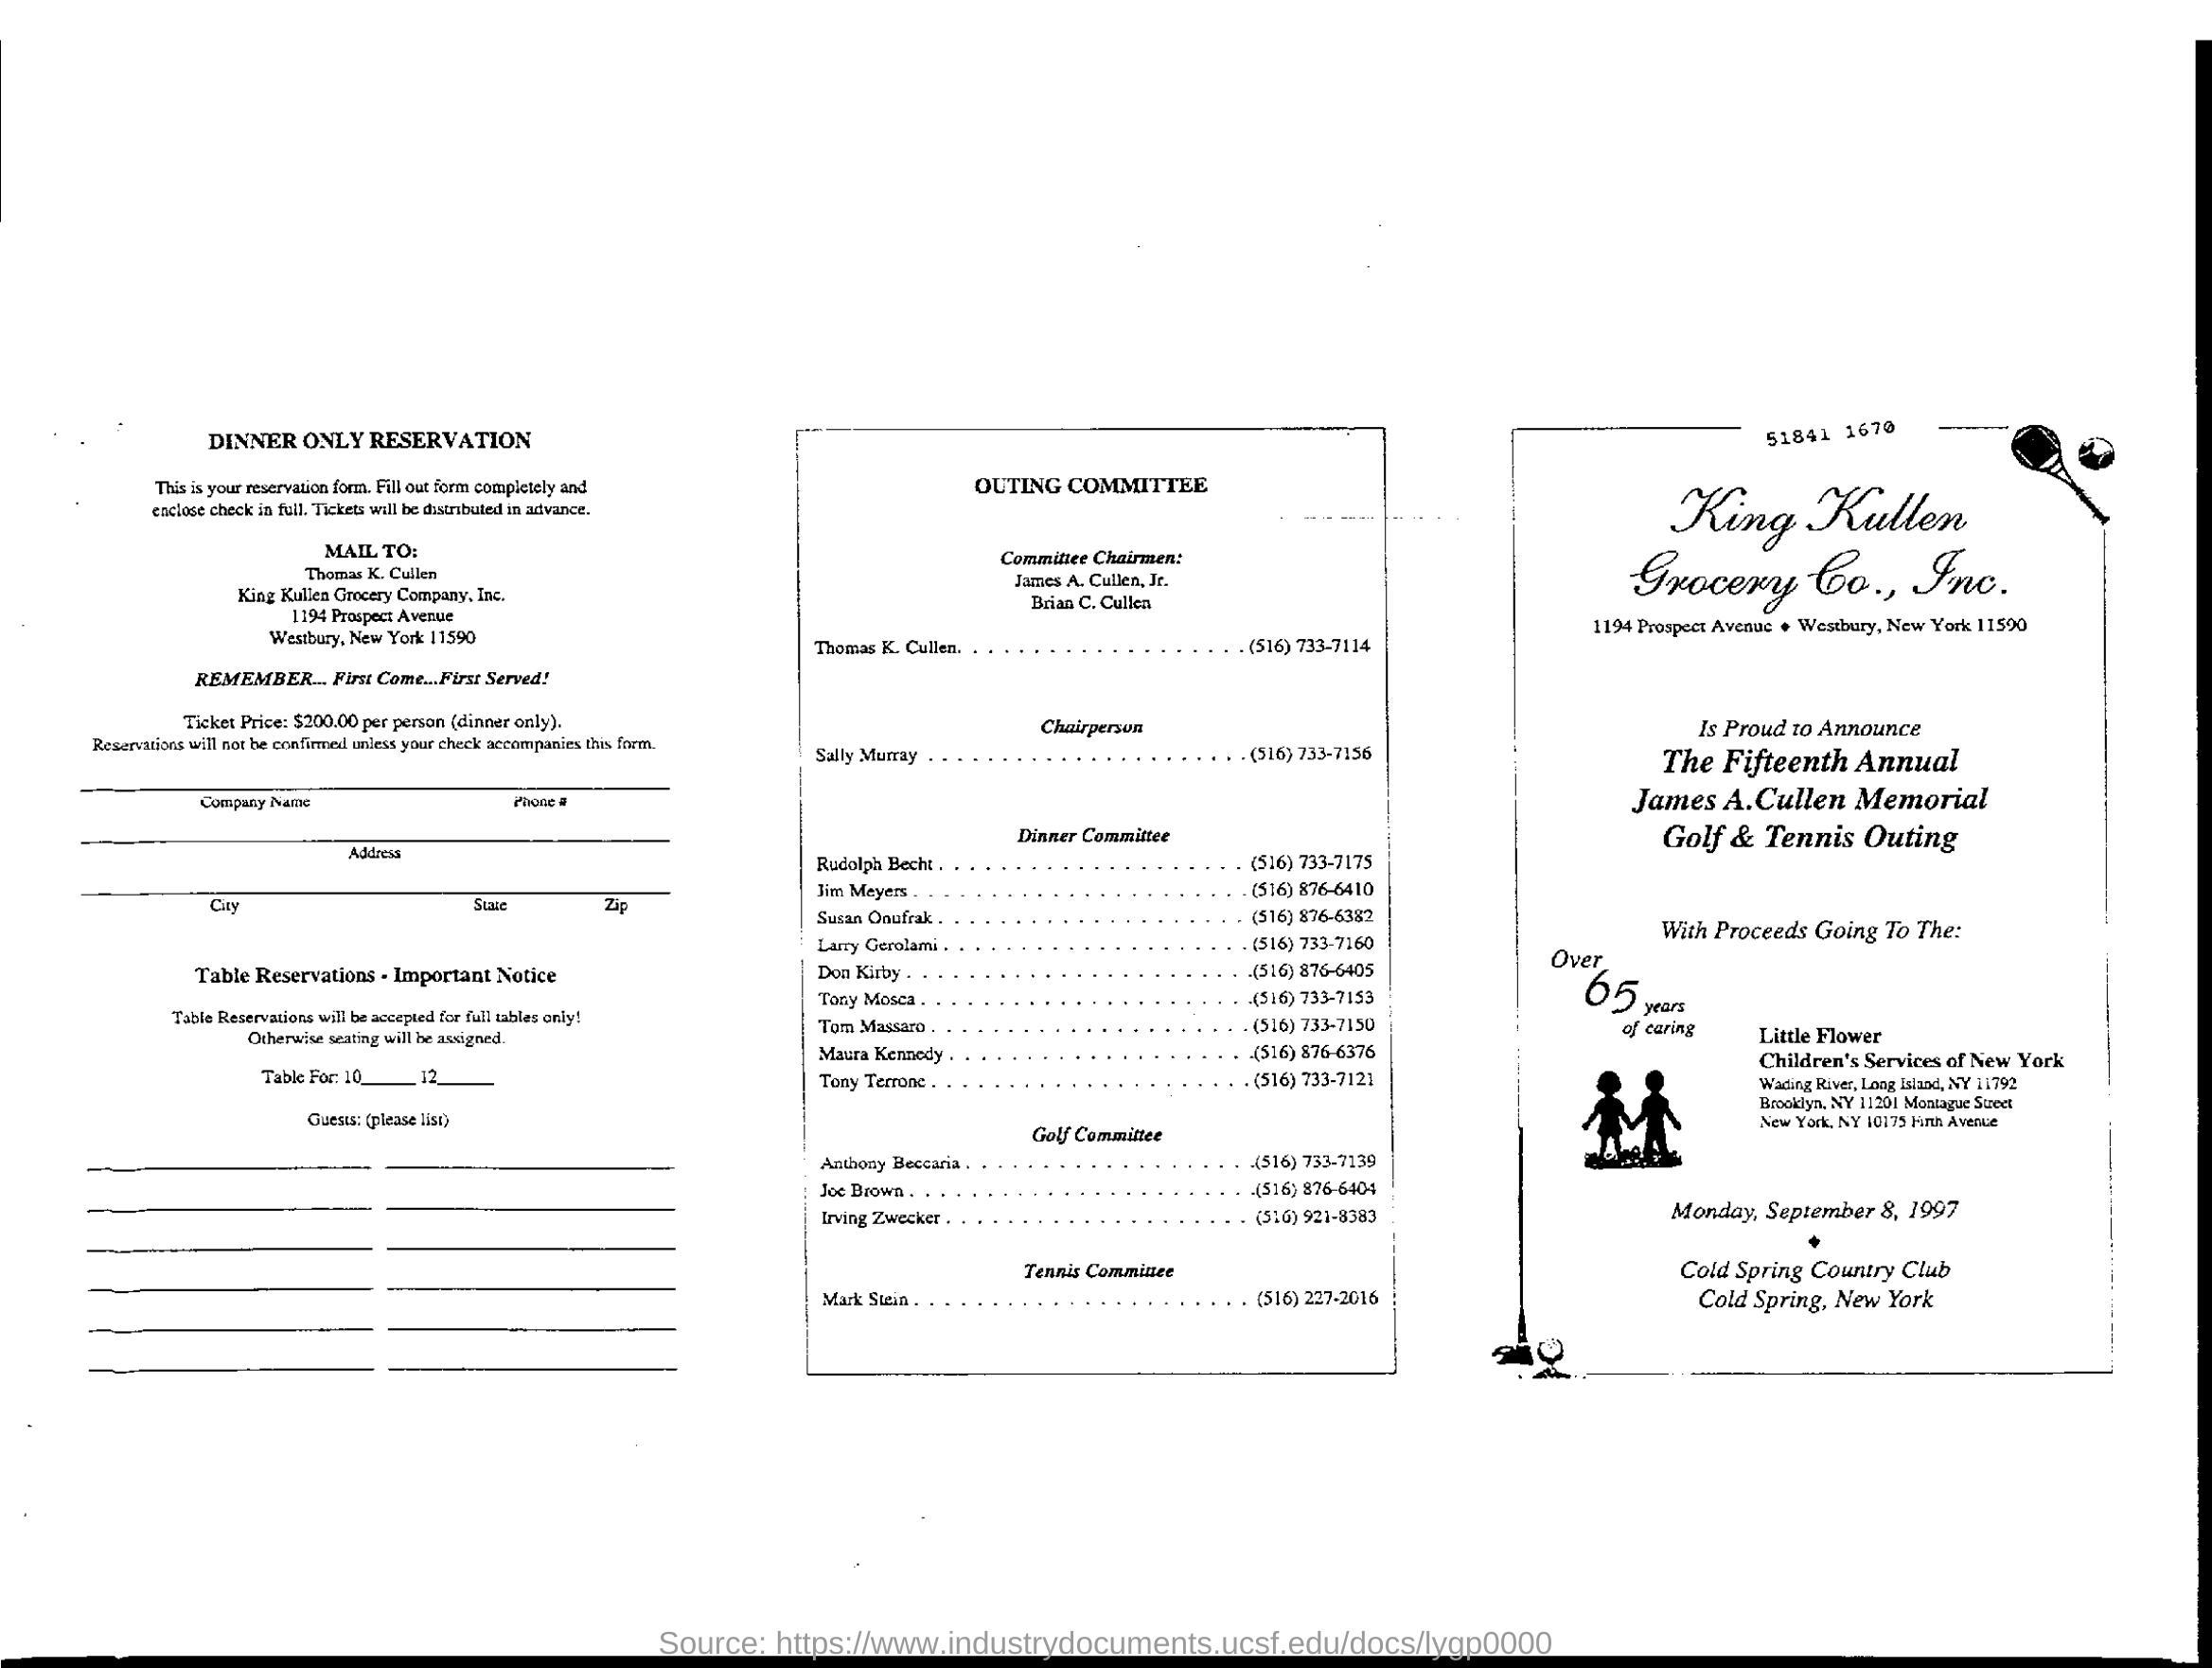 DINNER ONLY RESERVATION
This is your reservation form. Fill out form completely and
enclose check in full. Tickets will be distributed in advance.
MAIL TO:
Thomas K. Cullen
King Kullen Grocery Company, Inc.
1194 Prospect Avenue
Westbury, New York 11590
REMEMBER... First Come...First Served!
Ticket Price: $200.00 per person (dinner only).
Reservations will not be confirmed unless your check accompanies this form.
Company Name Phone #
Address
City State Zip
Table Reservations - Important Notice
Table Reservations will be accepted for full tables only!
Otherwise seating will be assigned.
Table For: 10______ 12______
Guests: (please list)
OUTING COMMITTEE
Committee Chairmen:
James A. Cullen, Jr.
Brian C. Cullen
Thomas K. Cullen. . . . . . . . . . . . . . . . . . . (516) 733-7114
Chairperson
Sally Murray . . . . . . . . . . . . . . . . . . . . . . (516) 733-7156
Dinner Committee
Rudolph Becht . . . . . . . . . . . . . . . . . . . . (516) 733-7175
Jim Meyers . . . . . . . . . . . . . . . . . . . . . . (516) 876-6410
Susan Onufrak . . . . . . . . . . . . . . . . . . . . (516) 876-6382
Larry Gerolami . . . . . . . . . . . . . . . . . . . . (516) 733-7160
Don Kirby . . . . . . . . . . . . . . . . . . . . . . . (516) 876-6405
Tony Mosca . . . . . . . . . . . . . . . . . . . . . . (516) 733-7153
Tom Massaro . . . . . . . . . . . . . . . . . . . . . (516) 733-7150
Maura Kennedy . . . . . . . . . . . . . . . . . . . . (516) 876-6376
Tony Terrone . . . . . . . . . . . . . . . . . . . . . (516) 733-7121
Golf Committee
Anthony Beccaria . . . . . . . . . . . . . . . . . . . (516) 733-7139
Joe Brown . . . . . . . . . . . . . . . . . . . . . . . (516) 876-6404
Irving Zwecker . . . . . . . . . . . . . . . . . . . . (516) 921-8383
Tennis Committee
Mark Stein . . . . . . . . . . . . . . . . . . . . . . (516) 227-2016
51841 1670
King Kullen
Grocery Co., Inc.
1194 Prospect Avenue ♦ Westbury, New York 11590
Is Proud to Announce
The Fifteenth Annual
James A.Cullen Memorial
Golf & Tennis Outing
With Proceeds Going To The:
Over
65 years
of caring
Little Flower
Children's Services of New York
Wading River, Long Island, NY 11792
Brooklyn, NY 11201 Montague Street
New York, NY 10175 Fifth Avenue
Monday, September 8, 1997
♦
Cold Spring Country Club
Cold Spring, New York
Source: https://www.industrydocuments.ucsf.edu/docs/lygp0000